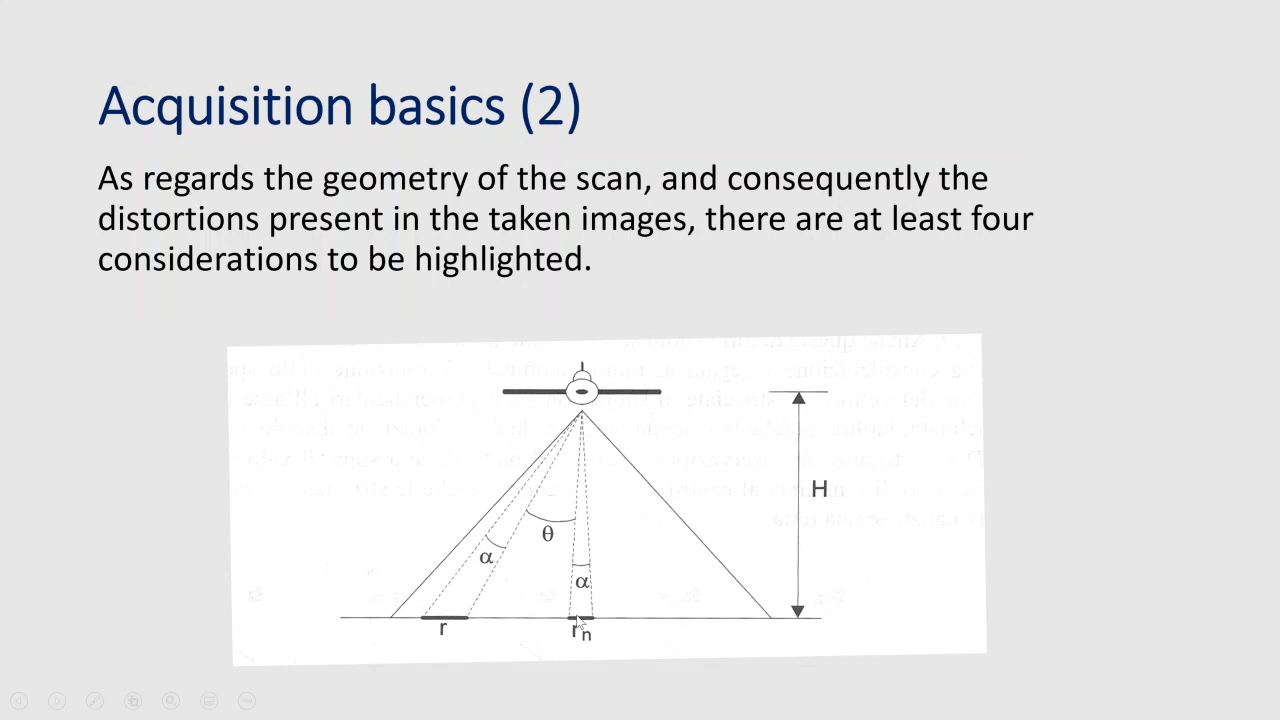 Acquisition basics (2)
As regards the geometry of the scan, and consequently the
distortions present in the taken images, there are at least four
considerations to be highlighted.
H
θ
α
α
r
rn